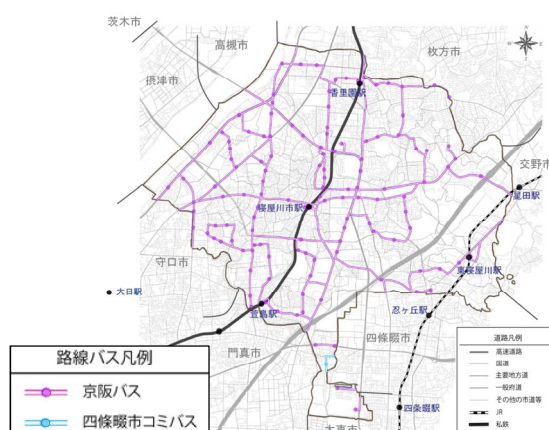 茨木市
高槻市
枚方市
摂津市
香里園駅
交野市
星田駅
寝屋川市駅
守口市
東寝屋川駅
大日駅
萱島駅
忍ケ丘駅
門真市
四條畷市
四条畷駅
大東市
路線バス凡例
京阪バス
四條畷市コミバス
道路凡例
高速道路
国道
主要地方道
一般府道
その他の市道等
JR
私鉄